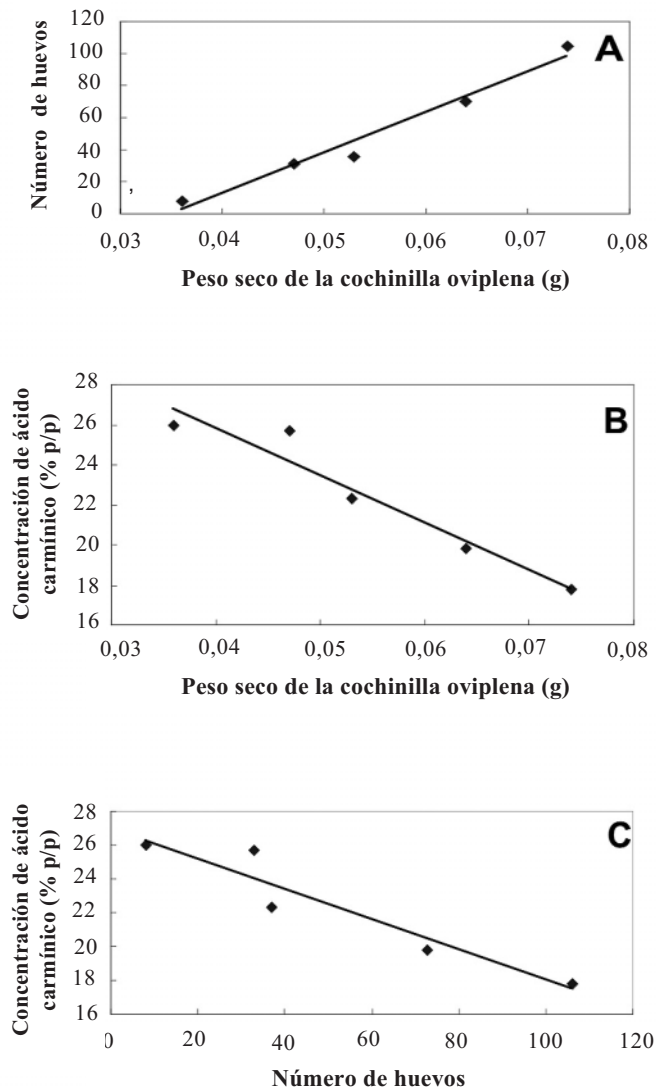 120
100
80
60
40
20
0
Número de huevos
,
A
0,03 0,04 0,05 0,06 0,07 0,08
Peso seco de la cochinilla oviplena (g)
28
26
24
22
20
18
16
Concentración de ácido
carmínico (% p/p)
B
0,03 0,04 0,05 0,06 0,07 0,08
Peso seco de la cochinilla oviplena (g)
28
26
24
22
20
18
16
Concentración de ácido
carmínico (% p/p)
C
0 20 40 60 80 100 120
Número de huevos